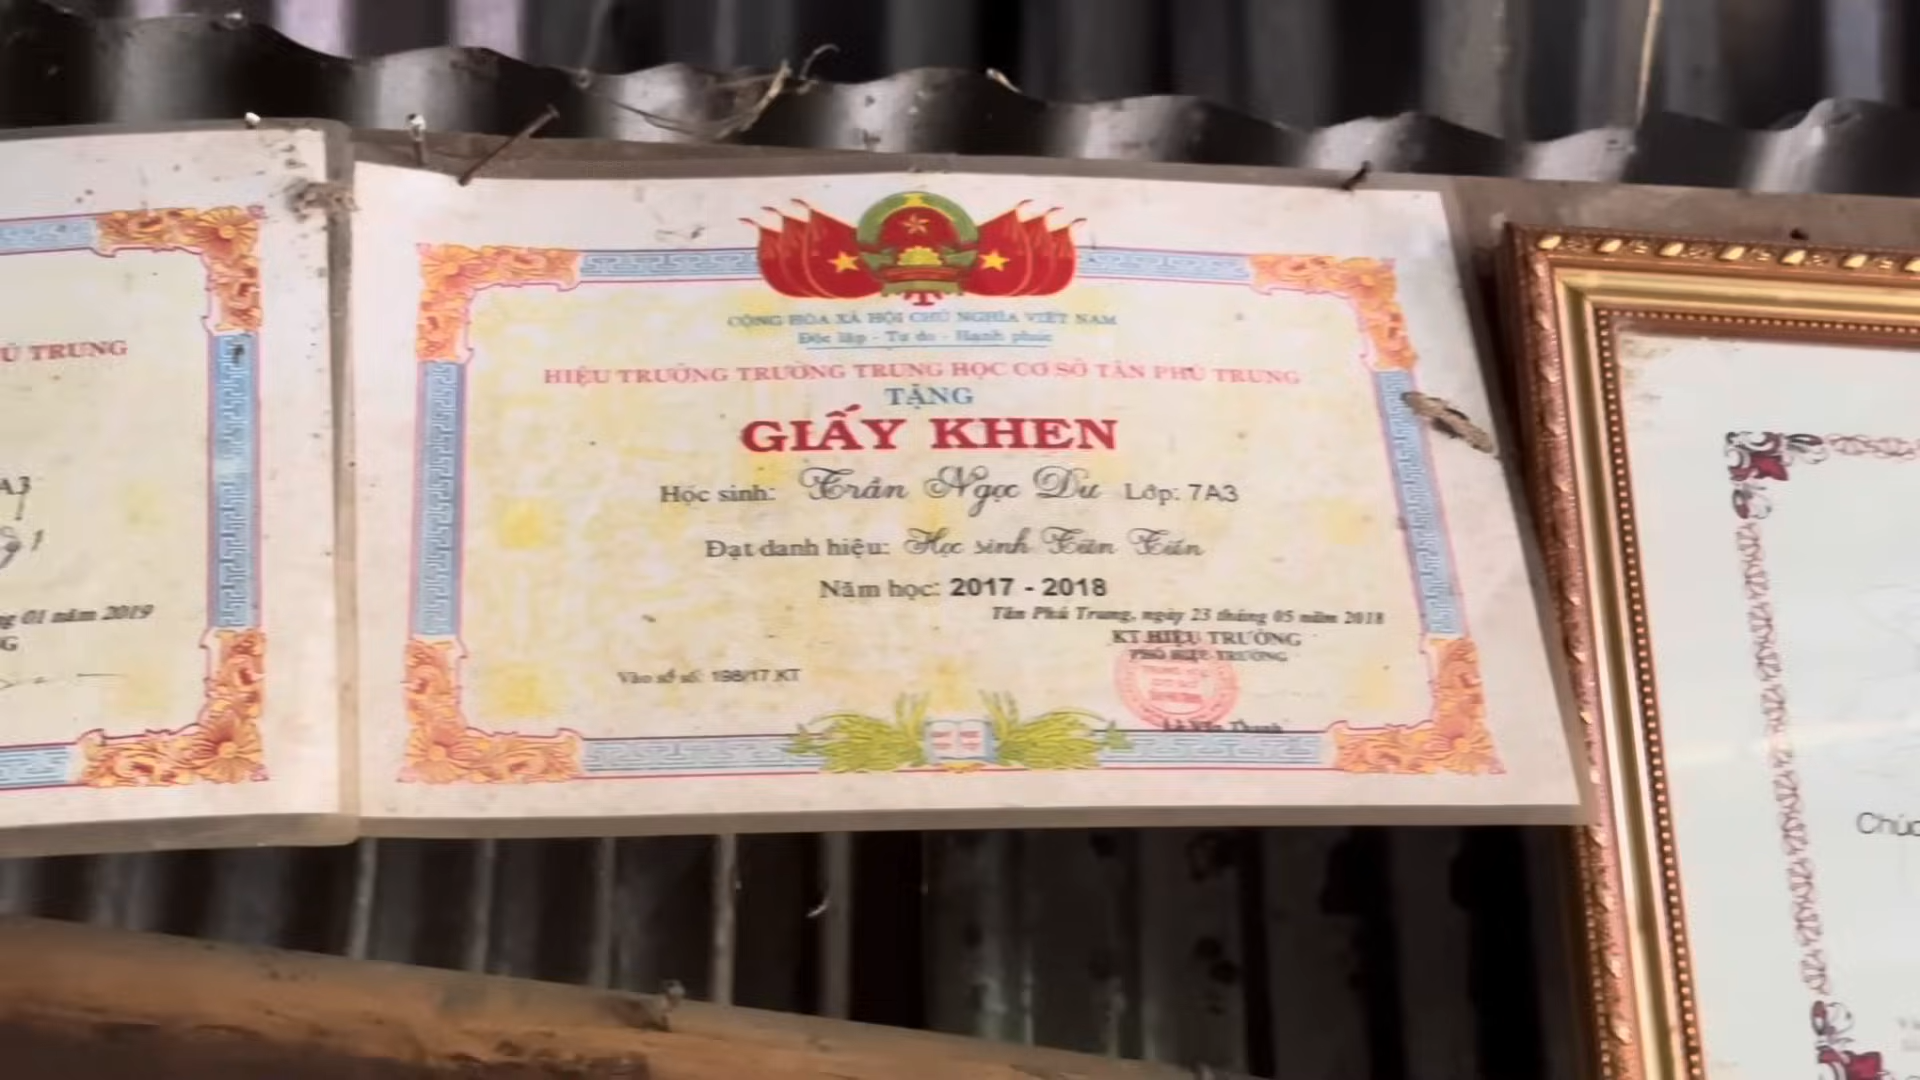 Ủ TRUNG
A3
01 năm 2019
G
CỘNG HÒA XÃ HỘI CHỦ NGHĨA VIỆT NAM
Độc lập - Tự do - Hạnh phúc
HIỆU TRƯỞNG TRƯỜNG TRUNG HỌC CƠ SỞ TÂN PHÚ TRUNG
TẶNG
GIẤY KHEN
Học sinh: Trần Ngọc Dư Lớp: 7A3
Đạt danh hiệu: Học sinh Tiên Tiến
Năm học: 2017 - 2018
Tân Phú Trung, ngày 23 tháng 05 năm 2018
KT.HIỆU TRƯỞNG
PHÓ HIỆU TRƯỞNG
Vào sổ số: 198/17.KT
Chúc